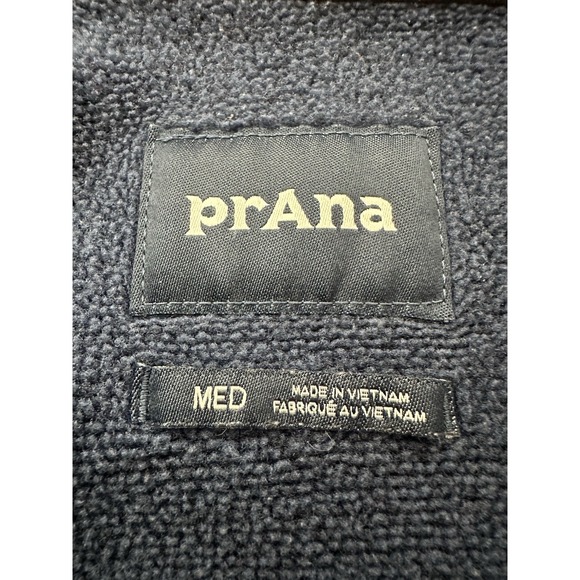 prAna
MED
MADE IN VIETNAM
FABRIQUÉ AU VIETNAM